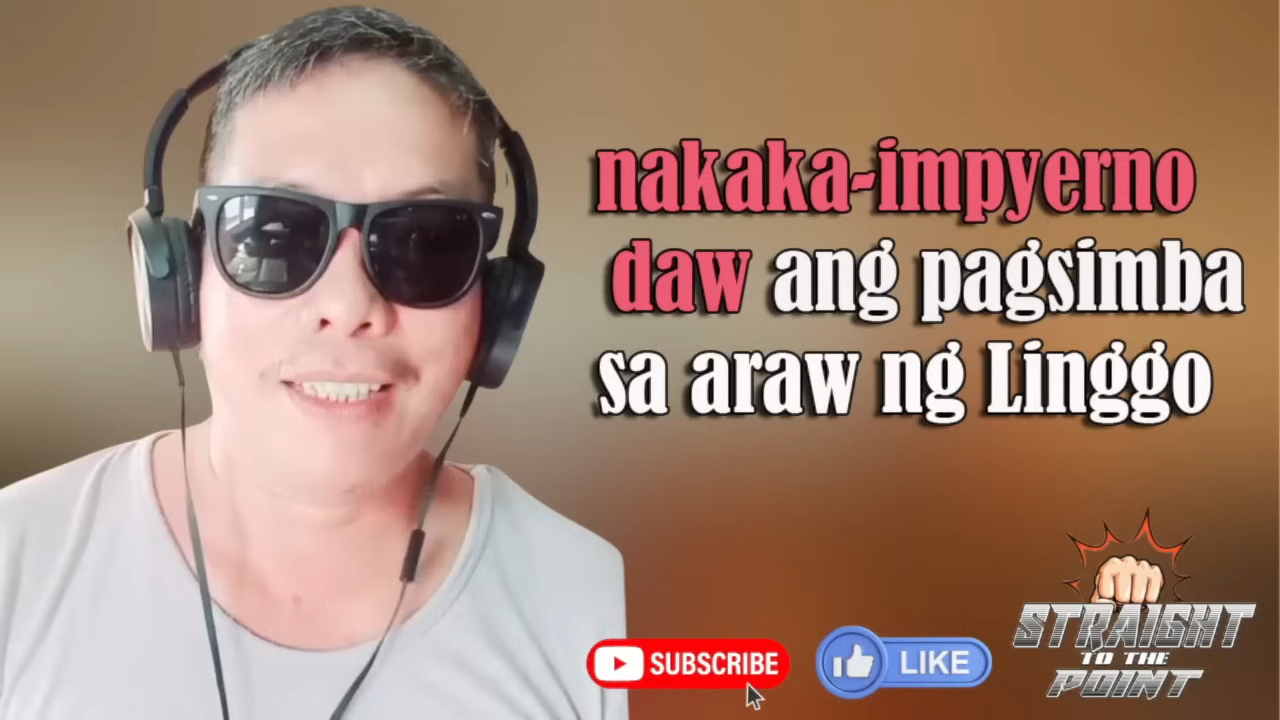 nakaka-impyerno
daw ang pagsimba
sa araw ng Linggo
SUBSCRIBE
LIKE
STRAIGHT
TO THE
POINT